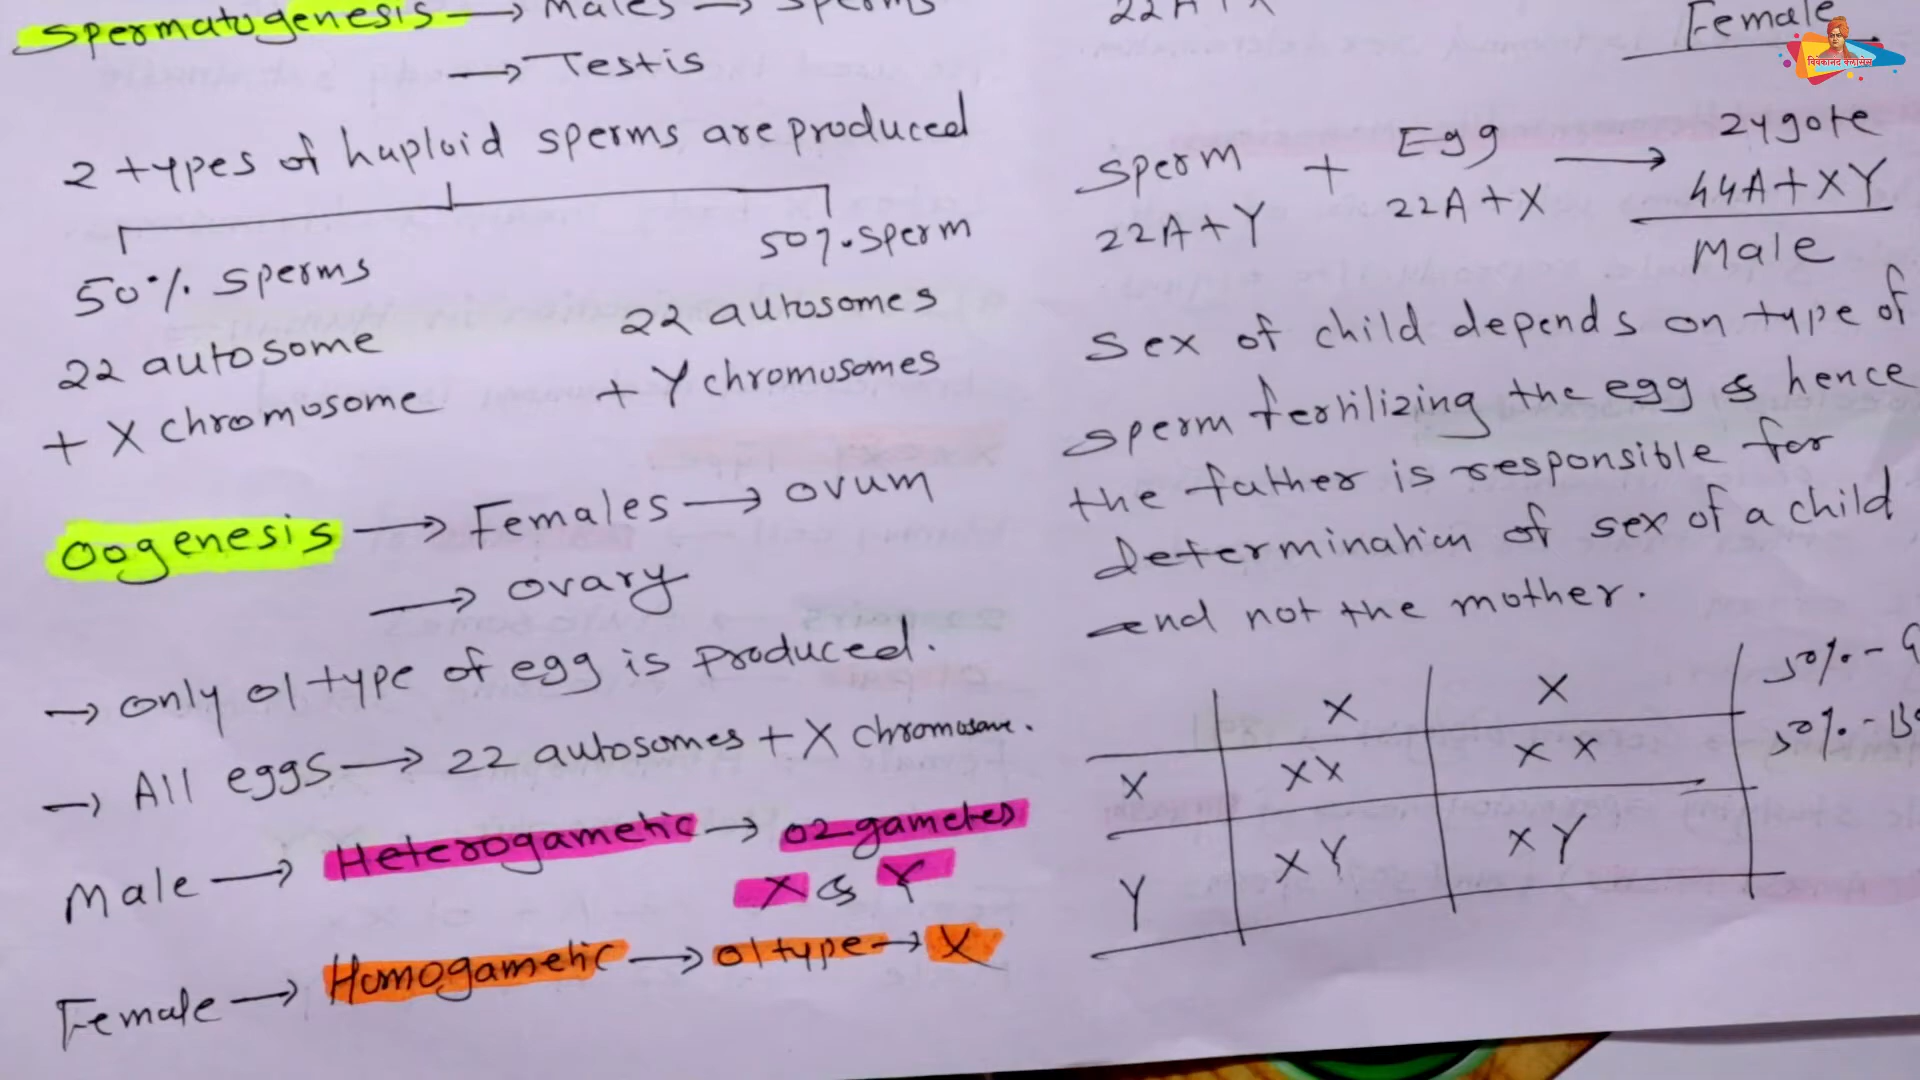 Spermatogenesis → Males → Sperms
→ Testis
2 types of haploid sperms are produced
50% sperms
22 autosome
+ X chromosome
50%. sperm
22 autosomes
+ Y chromosomes
Oogenesis → Females → ovum
→ ovary
→ only 01 type of egg is produced.
→ All eggs → 22 autosomes + X chromosome.
Male → Heterogametic → 02 gametes
X & Y
Female → Homogametic → 01 type → X
22A + X
Female
Sperm + Egg → zygote
22A + Y 22A + X 44A + XY
Male
Sex of child depends on type of
sperm fertilizing the egg & hence
the father is responsible for
determination of sex of a child
and not the mother.
X X
X XX XX
Y XY XY
50%. -
50%. -
विवेकानंद क्लासेस